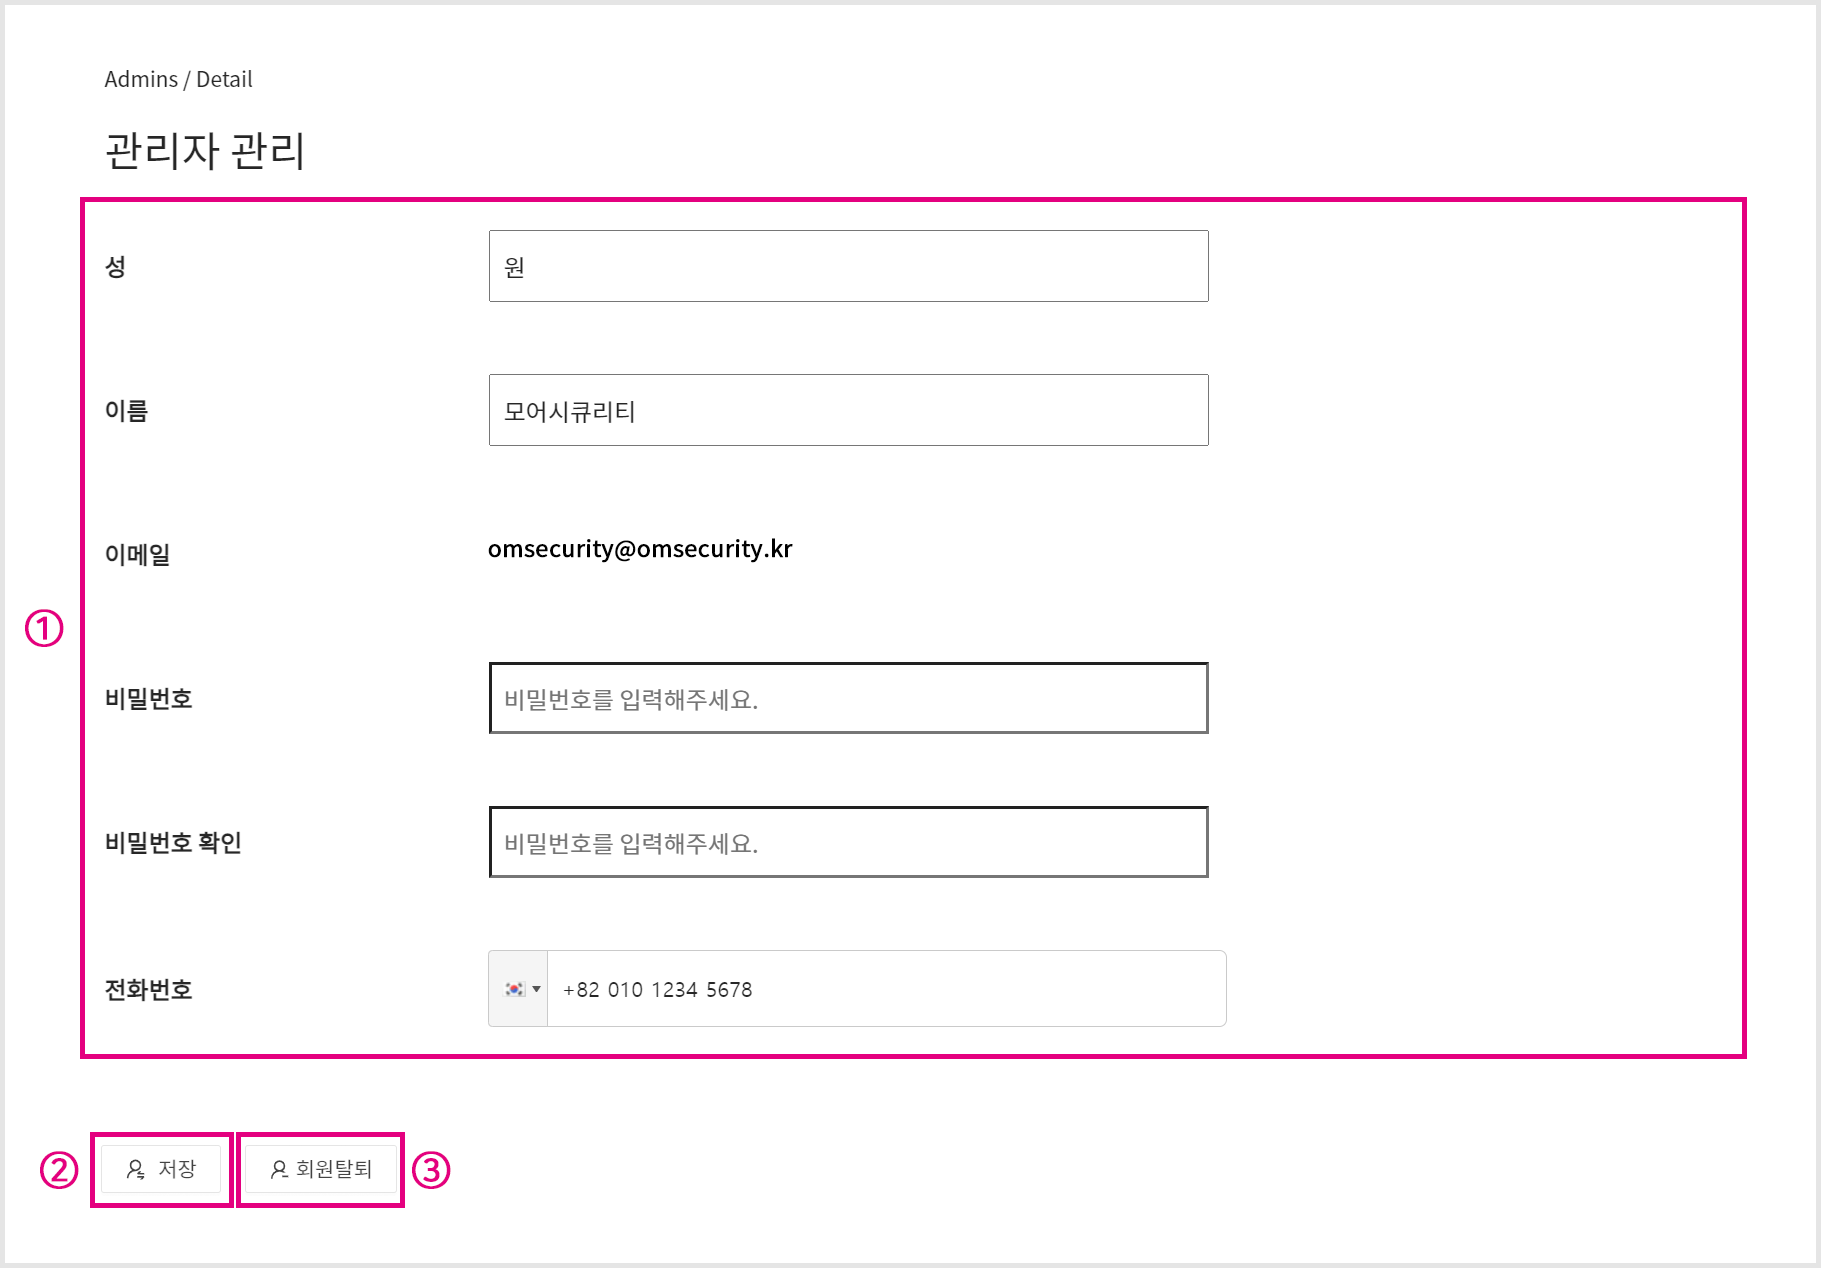 Admins / Detail
관리자 관리
성
원
이름
모어시큐리티
이메일
omsecurity@omsecurity.kr
①
비밀번호
비밀번호를 입력해주세요.
비밀번호 확인
비밀번호를 입력해주세요.
전화번호
+82 010 1234 5678
② 저장 회원탈퇴 ③